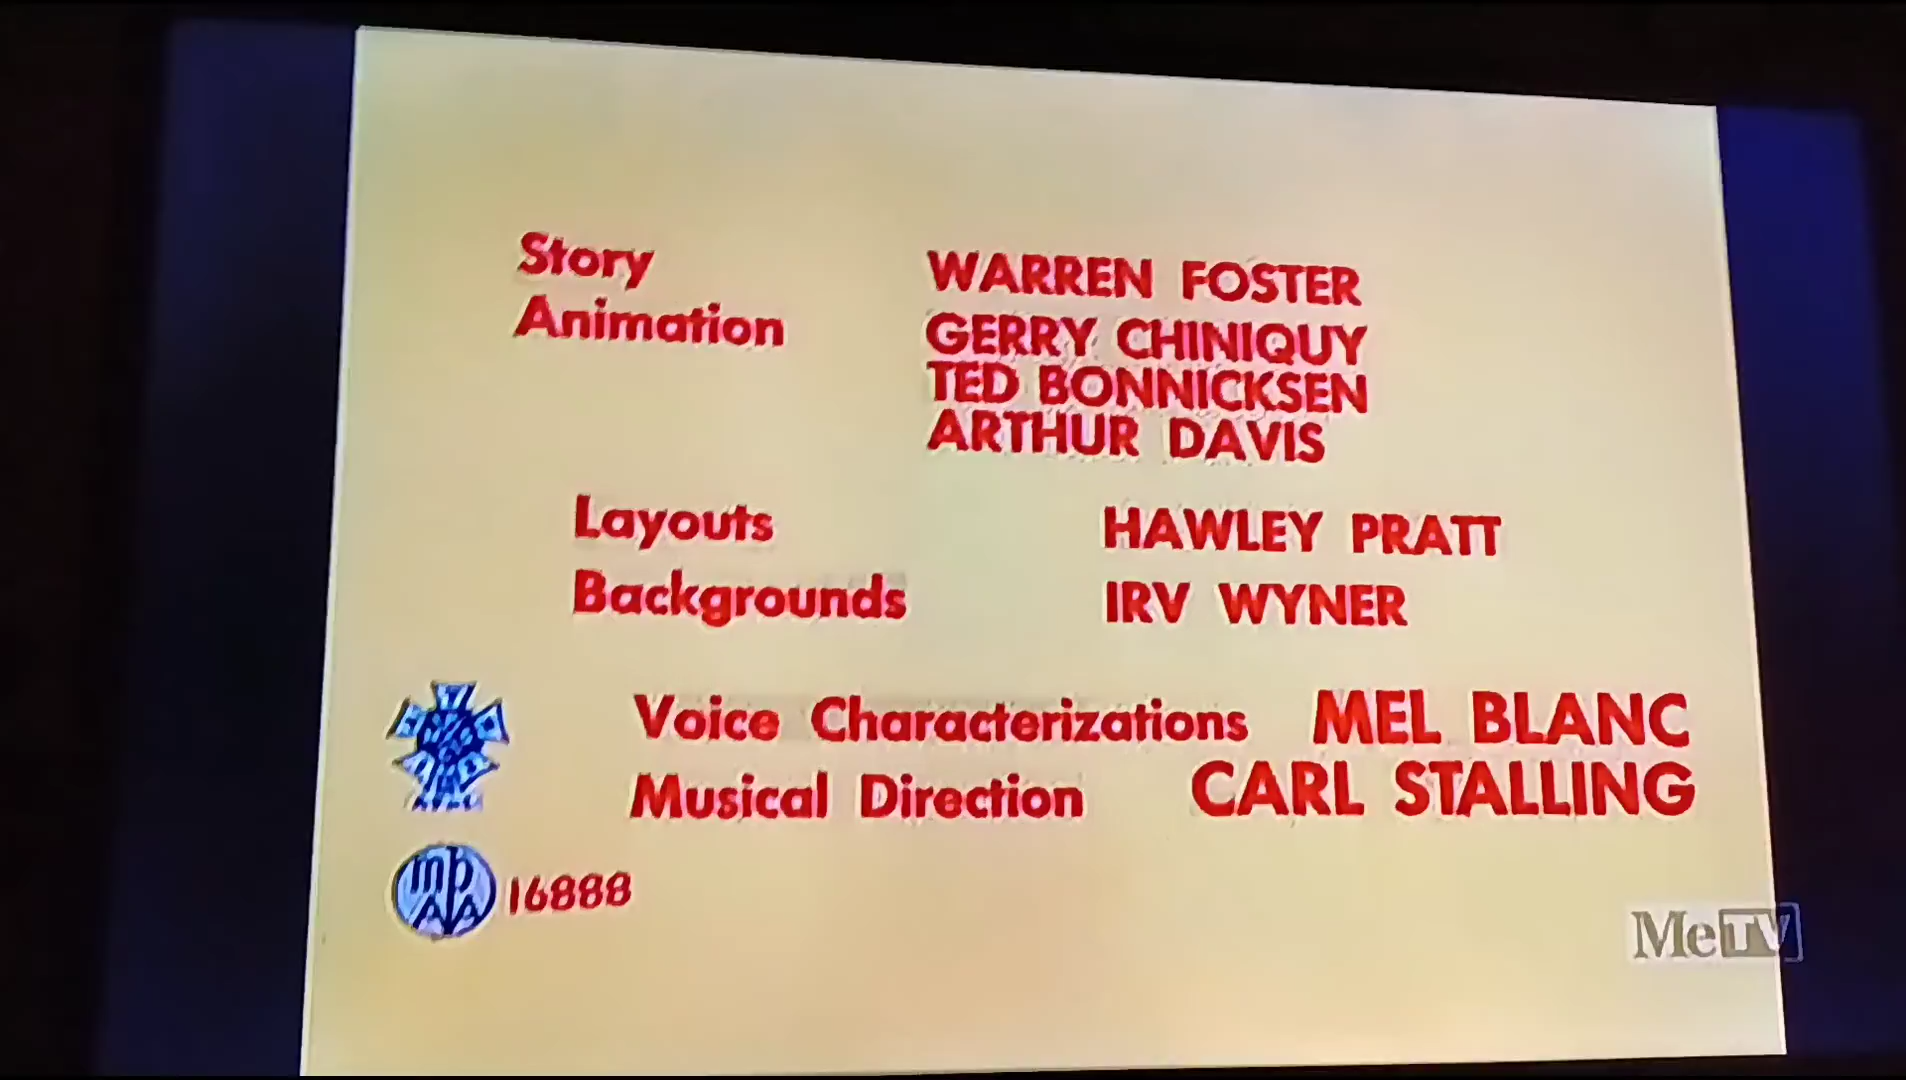 Story WARREN FOSTER
Animation GERRY CHINIQUY
TED BONNICKSEN
ARTHUR DAVIS
Layouts HAWLEY PRATT
Backgrounds IRV WYNER
Voice Characterizations MEL BLANC
Musical Direction CARL STALLING
mpAA 16888
MeTV